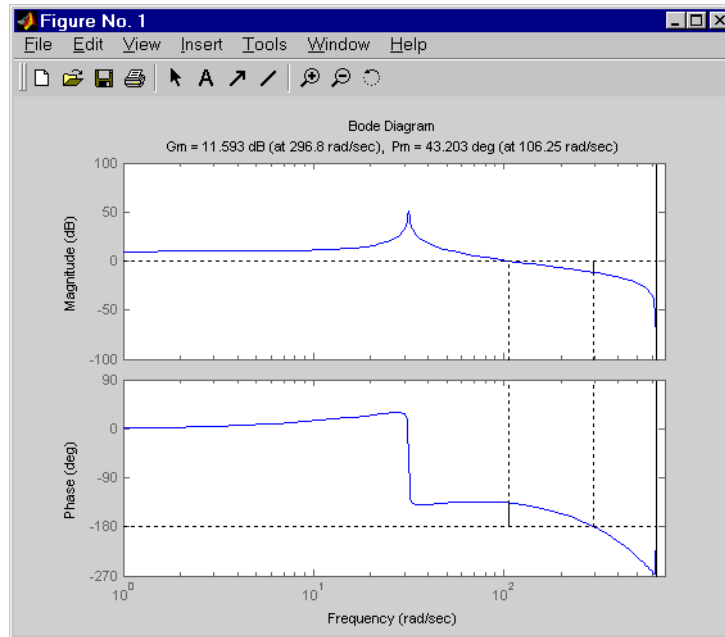 Figure No. 1
File Edit View Insert Tools Window Help
A
Bode Diagram
Gm = 11.593 dB (at 296.8 rad/sec), Pm = 43.203 deg (at 106.25 rad/sec)
Magnitude (dB)
100
50
0
-50
-100
Phase (deg)
90
0
-90
-180
-270
10^0 10^1 10^2
Frequency (rad/sec)